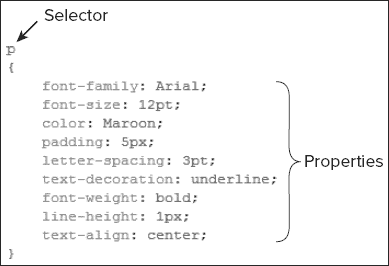 Selector
p
{
font-family: Arial;
font-size: 12pt;
color: Maroon;
padding: 5px;
letter-spacing: 3pt;
text-decoration: underline;
font-weight: bold;
line-height: 1px;
text-align: center;
}
Properties